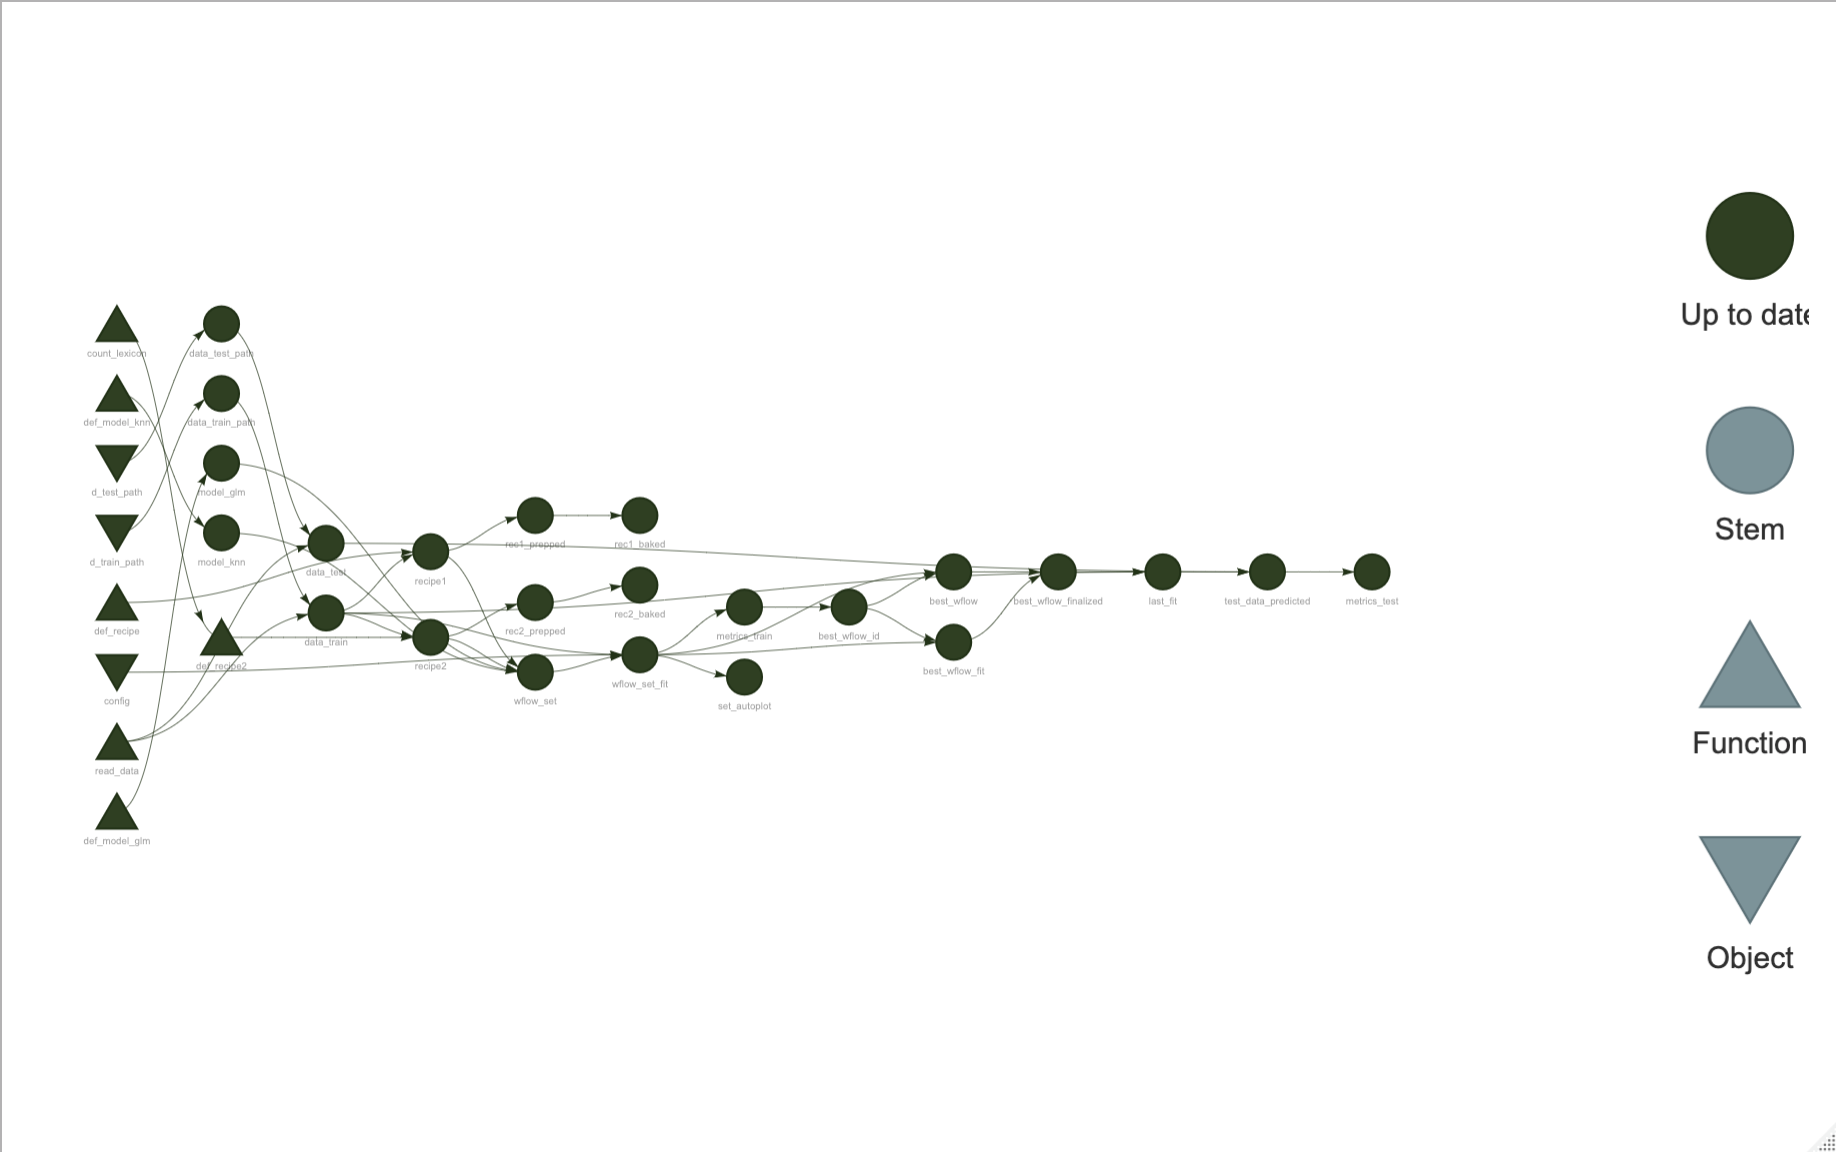 count_lexicon
def_model_knn
d_test_path
d_train_path
def_recipe
config
read_data
def_model_glm
data_test_path
data_train_path
model_glm
model_knn
def_recipe2
data_test
data_train
recipe1
recipe2
rec1_prepped
rec2_prepped
wflow_set
rec1_baked
rec2_baked
wflow_set_fit
metrics_train
set_autoplot
best_wflow_id
best_wflow
best_wflow_fit
best_wflow_finalized
last_fit
test_data_predicted
metrics_test
Up to date
Stem
Function
Object